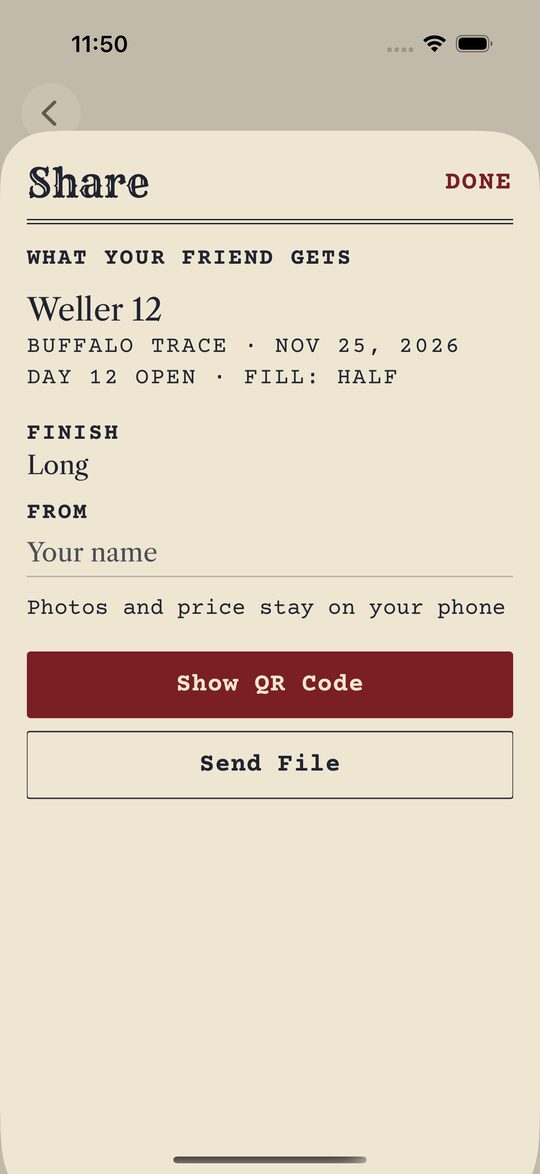 11:50
Share
DONE
WHAT YOUR FRIEND GETS
Weller 12
BUFFALO TRACE · NOV 25, 2026
DAY 12 OPEN · FILL: HALF
FINISH
Long
FROM
Your name
Photos and price stay on your phone
Show QR Code
Send File